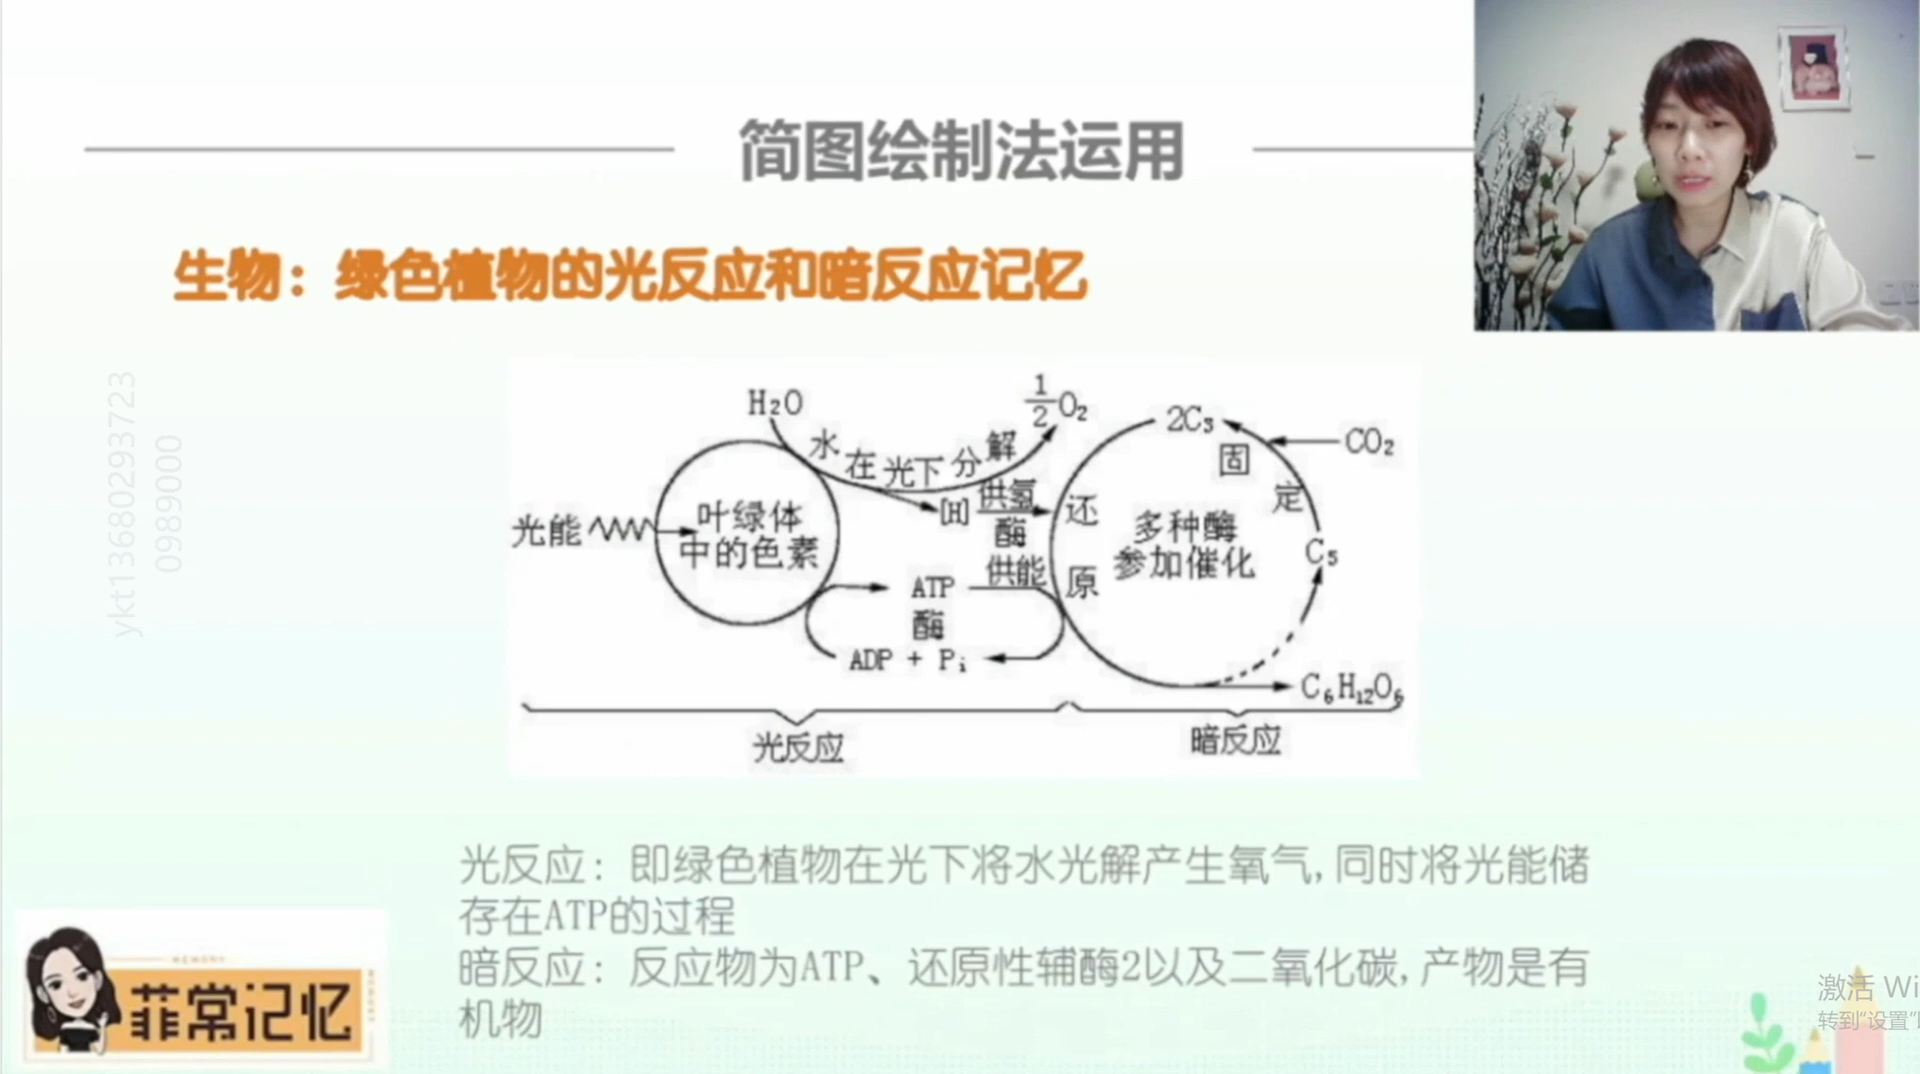 简图绘制法运用
生物：绿色植物的光反应和暗反应记忆
ykt13680293723
0989000
H₂O
1/2 O₂
水在光下分解
2C₃
CO₂
固定
光能
叶绿体
中的色素
[H]
供氢
酶
还原
多种酶
参加催化
C₅
供能
ATP
酶
ADP + Pi
C₆H₁₂O₆
光反应
暗反应
光反应：即绿色植物在光下将水光解产生氧气,同时将光能储
存在ATP的过程
暗反应：反应物为ATP、还原性辅酶2以及二氧化碳,产物是有
机物
菲常记忆
激活 Wi
转到"设置"